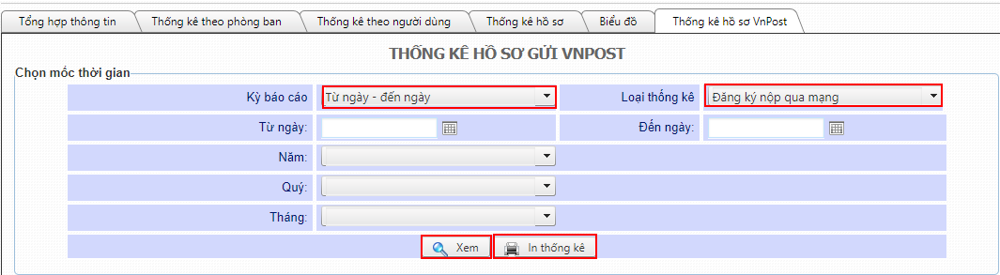 Tổng hợp thông tin Thống kê theo phòng ban Thống kê theo người dùng Thống kê hồ sơ Biểu đồ Thống kê hồ sơ VnPost
THỐNG KÊ HỒ SƠ GỬI VNPOST
Chọn mốc thời gian
Kỳ báo cáo Từ ngày - đến ngày Loại thống kê Đăng ký nộp qua mạng
Từ ngày: Đến ngày:
Năm:
Quý:
Tháng:
Xem In thống kê